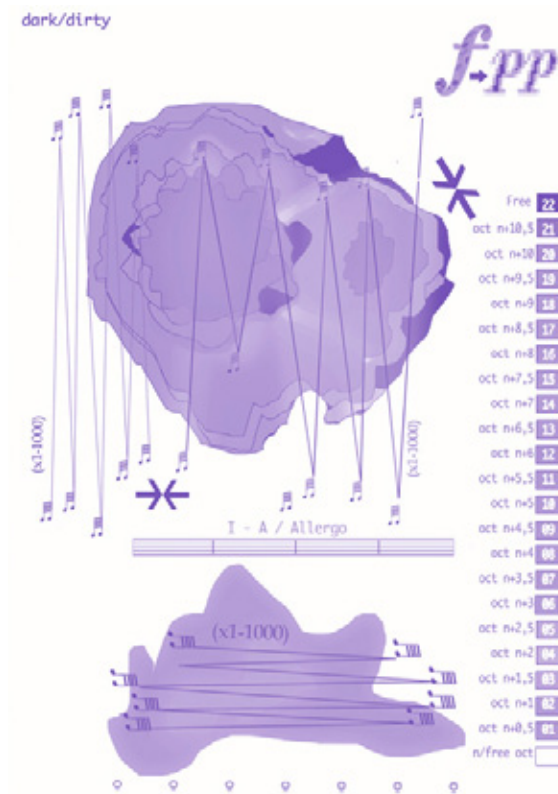 dark/dirty
f→pp
Free 22
oct n+10,5 21
oct n+10 20
oct n+9,5 19
oct n+9 18
oct n+8,5 17
oct n+8 16
oct n+7,5 15
oct n+7 14
oct n+6,5 13
oct n+6 12
oct n+5,5 11
oct n+5 10
oct n+4,5 09
oct n+4 08
oct n+3,5 07
oct n+3 06
oct n+2,5 05
oct n+2 04
oct n+1,5 03
oct n+1 02
oct n+0,5 01
n/free oct
(x1-1000)
(x1-1000)
I - A / Allergo
(x1-1000)